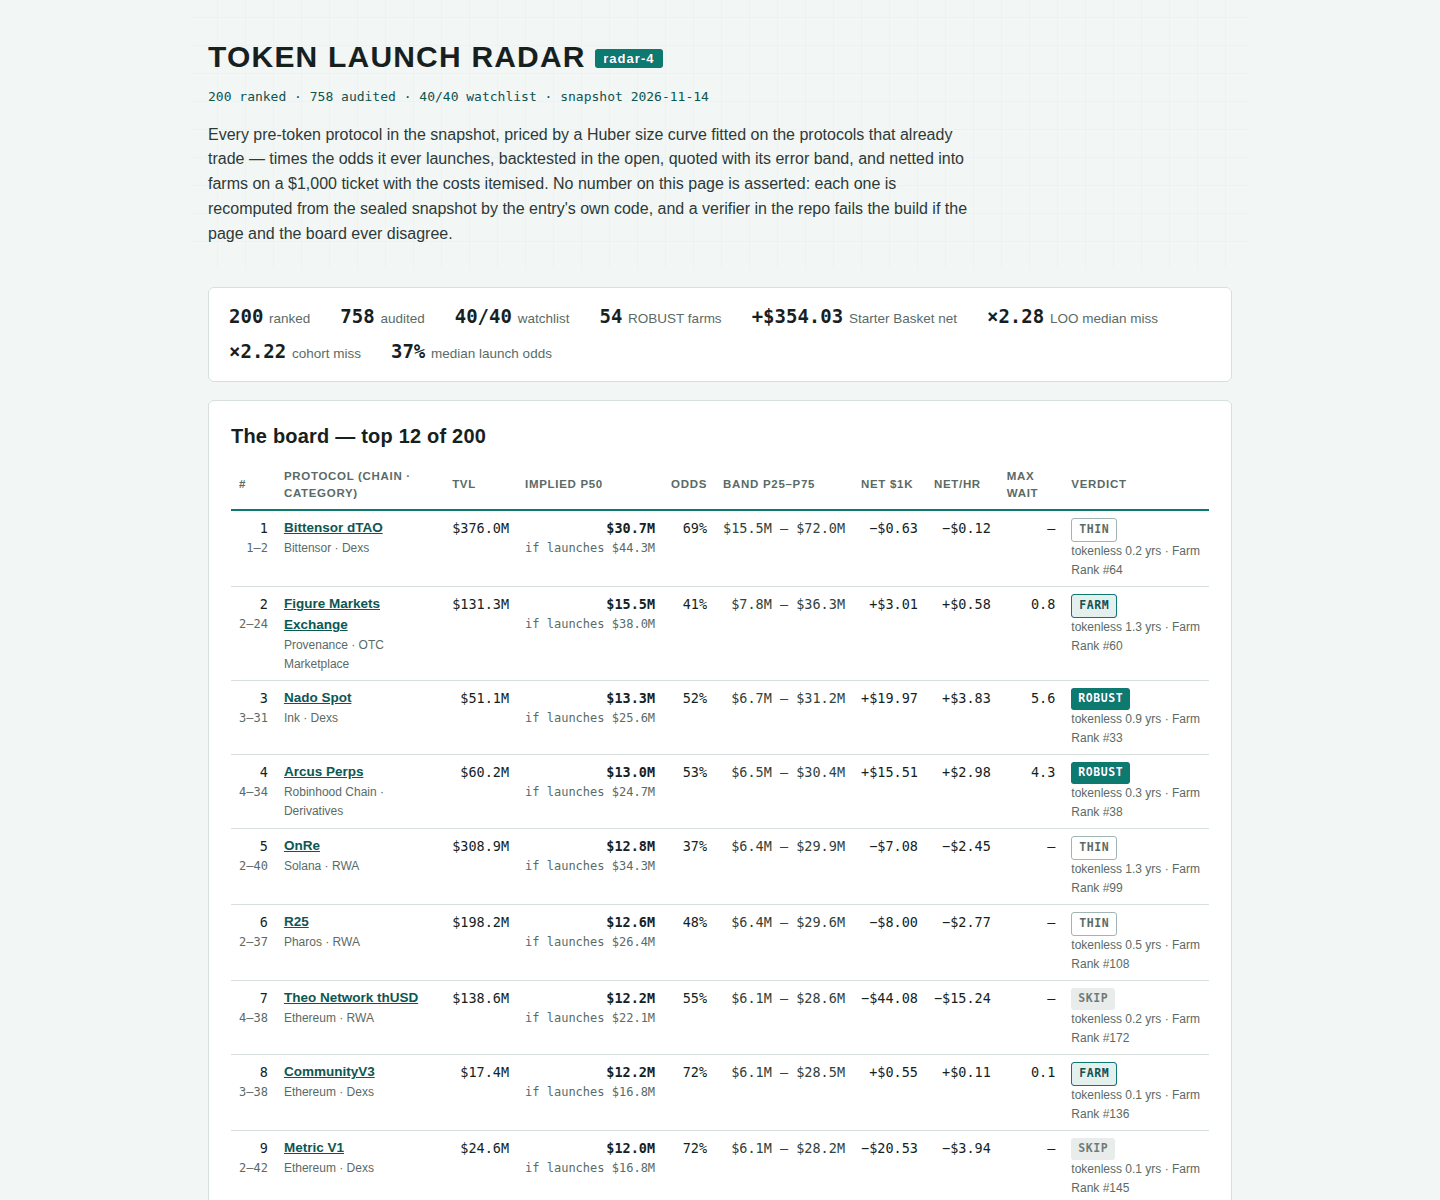 TOKEN LAUNCH RADAR radar-4
200 ranked · 758 audited · 40/40 watchlist · snapshot 2026-11-14
Every pre-token protocol in the snapshot, priced by a Huber size curve fitted on the protocols that already
trade — times the odds it ever launches, backtested in the open, quoted with its error band, and netted into
farms on a $1,000 ticket with the costs itemised. No number on this page is asserted: each one is
recomputed from the sealed snapshot by the entry's own code, and a verifier in the repo fails the build if the
page and the board ever disagree.
200 ranked 758 audited 40/40 watchlist 54 ROBUST farms +$354.03 Starter Basket net ×2.28 LOO median miss
×2.22 cohort miss 37% median launch odds
The board — top 12 of 200
# PROTOCOL (CHAIN · CATEGORY) TVL IMPLIED P50 ODDS BAND P25–P75 NET $1K NET/HR MAX WAIT VERDICT
1 Bittensor dTAO $376.0M $30.7M 69% $15.5M — $72.0M −$0.63 −$0.12 — THIN
1–2 Bittensor · Dexs if launches $44.3M tokenless 0.2 yrs · Farm
Rank #64
2 Figure Markets $131.3M $15.5M 41% $7.8M — $36.3M +$3.01 +$0.58 0.8 FARM
2–24 Exchange if launches $38.0M tokenless 1.3 yrs · Farm
Provenance · OTC Rank #60
Marketplace
3 Nado Spot $51.1M $13.3M 52% $6.7M — $31.2M +$19.97 +$3.83 5.6 ROBUST
3–31 Ink · Dexs if launches $25.6M tokenless 0.9 yrs · Farm
Rank #33
4 Arcus Perps $60.2M $13.0M 53% $6.5M — $30.4M +$15.51 +$2.98 4.3 ROBUST
4–34 Robinhood Chain · if launches $24.7M tokenless 0.3 yrs · Farm
Derivatives Rank #38
5 OnRe $308.9M $12.8M 37% $6.4M — $29.9M −$7.08 −$2.45 — THIN
2–40 Solana · RWA if launches $34.3M tokenless 1.3 yrs · Farm
Rank #99
6 R25 $198.2M $12.6M 48% $6.4M — $29.6M −$8.00 −$2.77 — THIN
2–37 Pharos · RWA if launches $26.4M tokenless 0.5 yrs · Farm
Rank #108
7 Theo Network thUSD $138.6M $12.2M 55% $6.1M — $28.6M −$44.08 −$15.24 — SKIP
4–38 Ethereum · RWA if launches $22.1M tokenless 0.2 yrs · Farm
Rank #172
8 CommunityV3 $17.4M $12.2M 72% $6.1M — $28.5M +$0.55 +$0.11 0.1 FARM
3–38 Ethereum · Dexs if launches $16.8M tokenless 0.1 yrs · Farm
Rank #136
9 Metric V1 $24.6M $12.0M 72% $6.1M — $28.2M −$20.53 −$3.94 — SKIP
2–42 Ethereum · Dexs if launches $16.8M tokenless 0.1 yrs · Farm
Rank #145